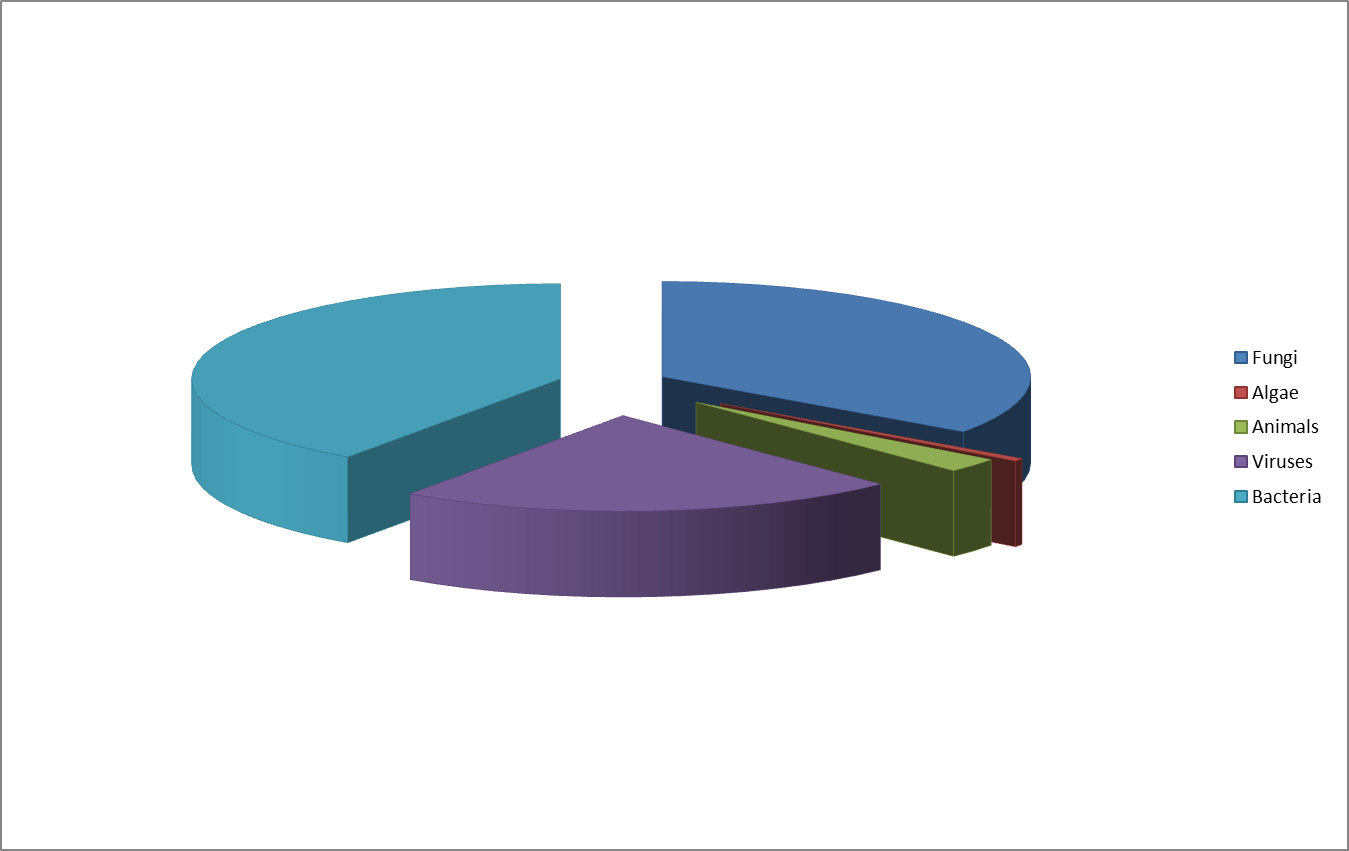 Fungi
Algae
Animals
Viruses
Bacteria